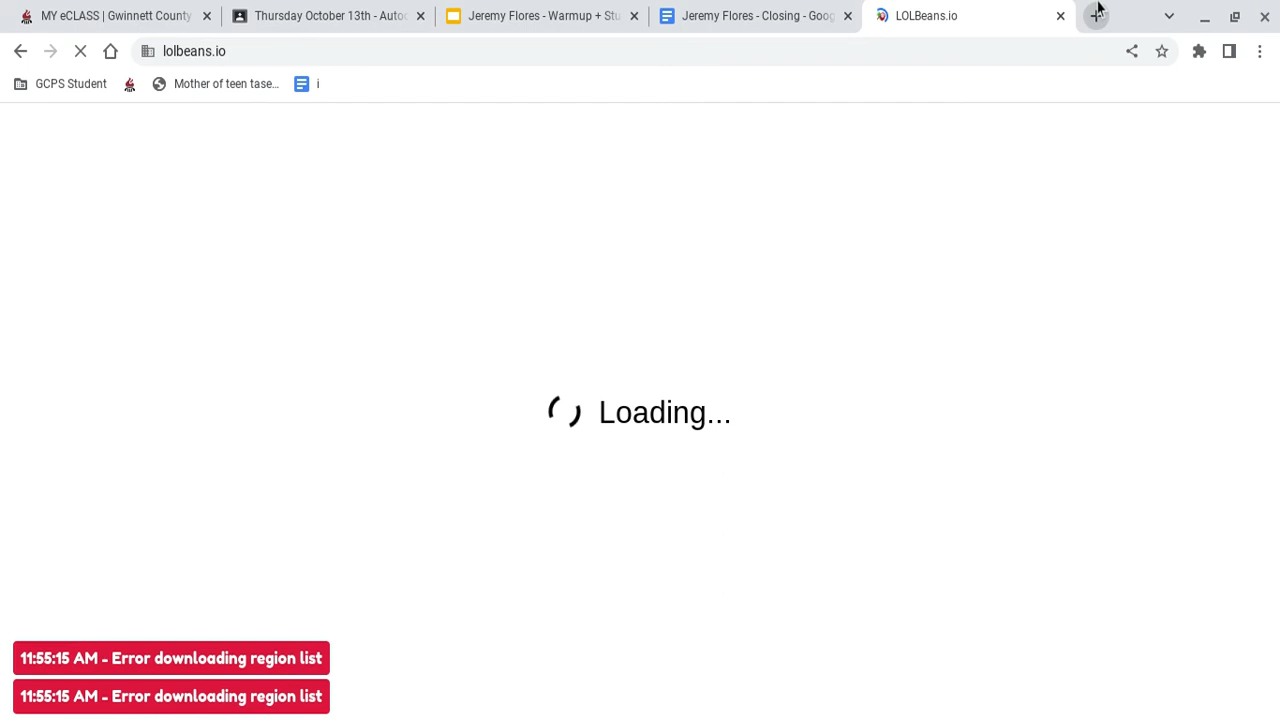 MY eCLASS | Gwinnett County
Thursday October 13th - Autoc
Jeremy Flores - Warmup + Stu
Jeremy Flores - Closing - Goog
LOLBeans.io
lolbeans.io
GCPS Student
Mother of teen tase...
i
Loading...
11:55:15 AM - Error downloading region list
11:55:15 AM - Error downloading region list